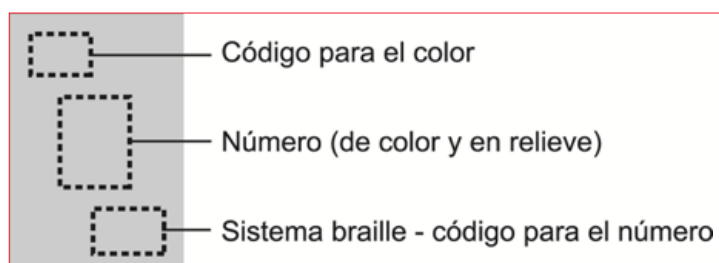 Código para el color
Número (de color y en relieve)
Sistema braille - código para el número